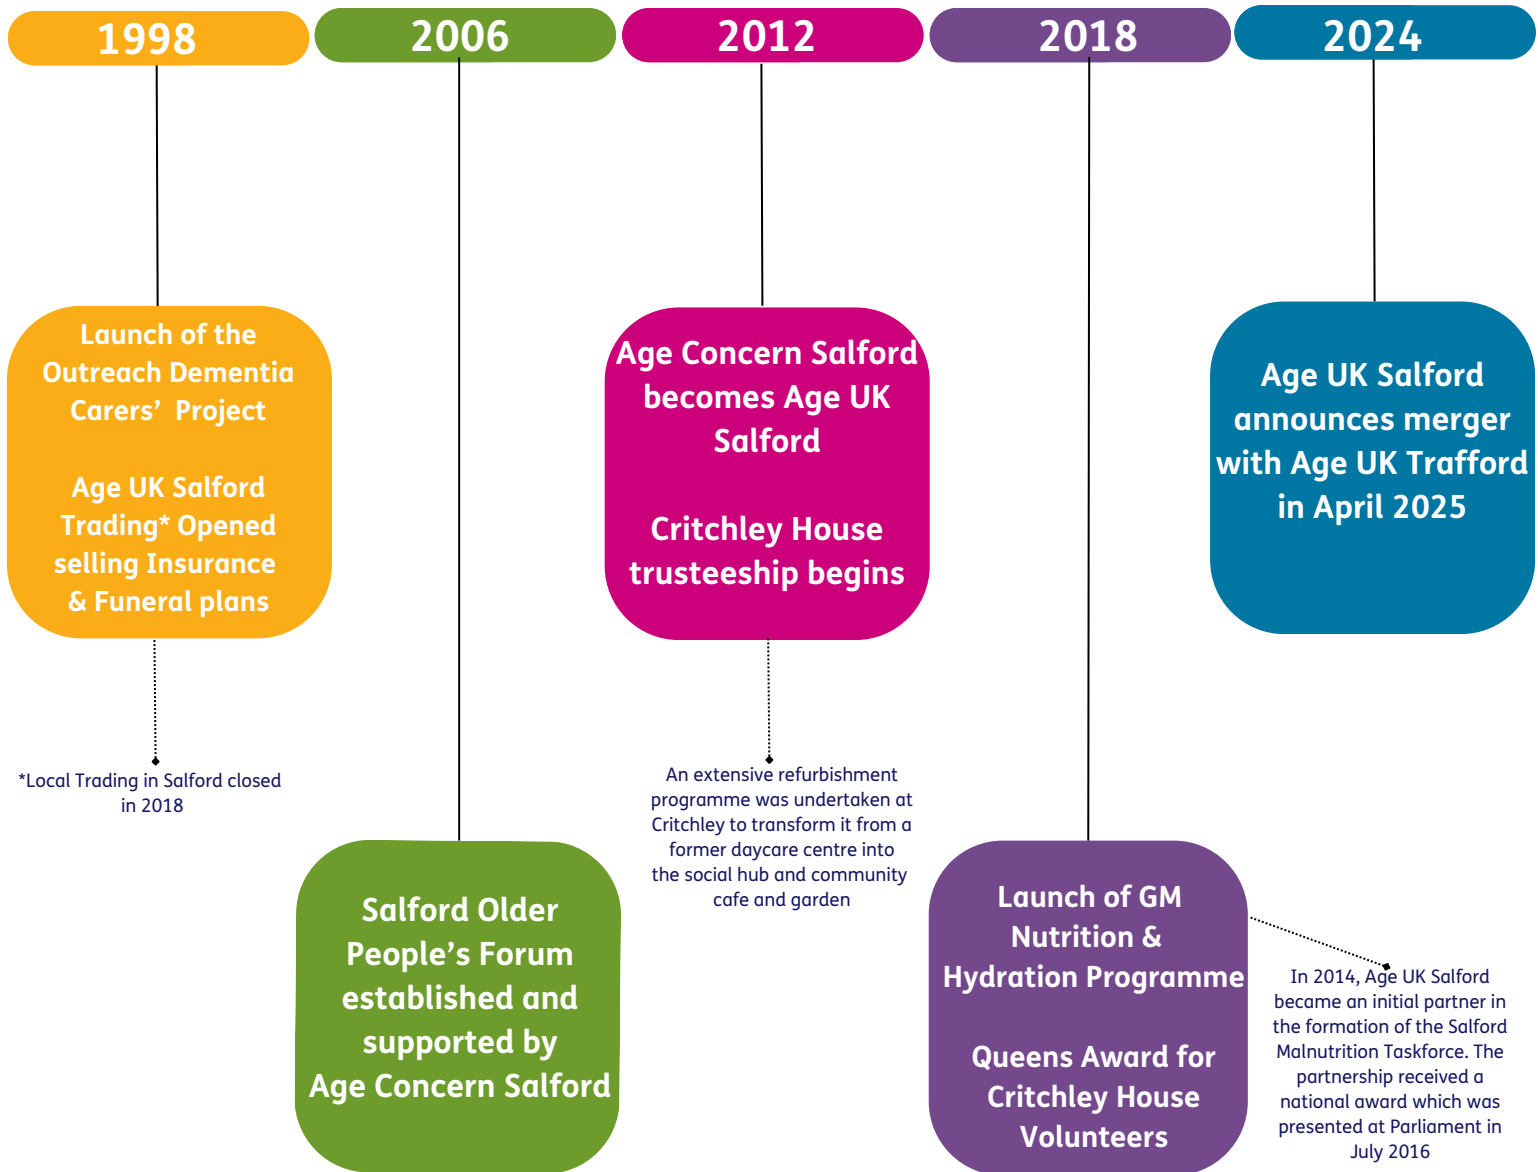 1998
2006
2012
2018
2024
Launch of the
Outreach Dementia
Carers’ Project
Age UK Salford
Trading* Opened
selling Insurance
& Funeral plans
*Local Trading in Salford closed
in 2018
Salford Older
People’s Forum
established and
supported by
Age Concern Salford
Age Concern Salford
becomes Age UK
Salford
Critchley House
trusteeship begins
An extensive refurbishment
programme was undertaken at
Critchley to transform it from a
former daycare centre into
the social hub and community
cafe and garden
Launch of GM
Nutrition &
Hydration Programme
Queens Award for
Critchley House
Volunteers
In 2014, Age UK Salford
became an initial partner in
the formation of the Salford
Malnutrition Taskforce. The
partnership received a
national award which was
presented at Parliament in
July 2016
Age UK Salford
announces merger
with Age UK Trafford
in April 2025